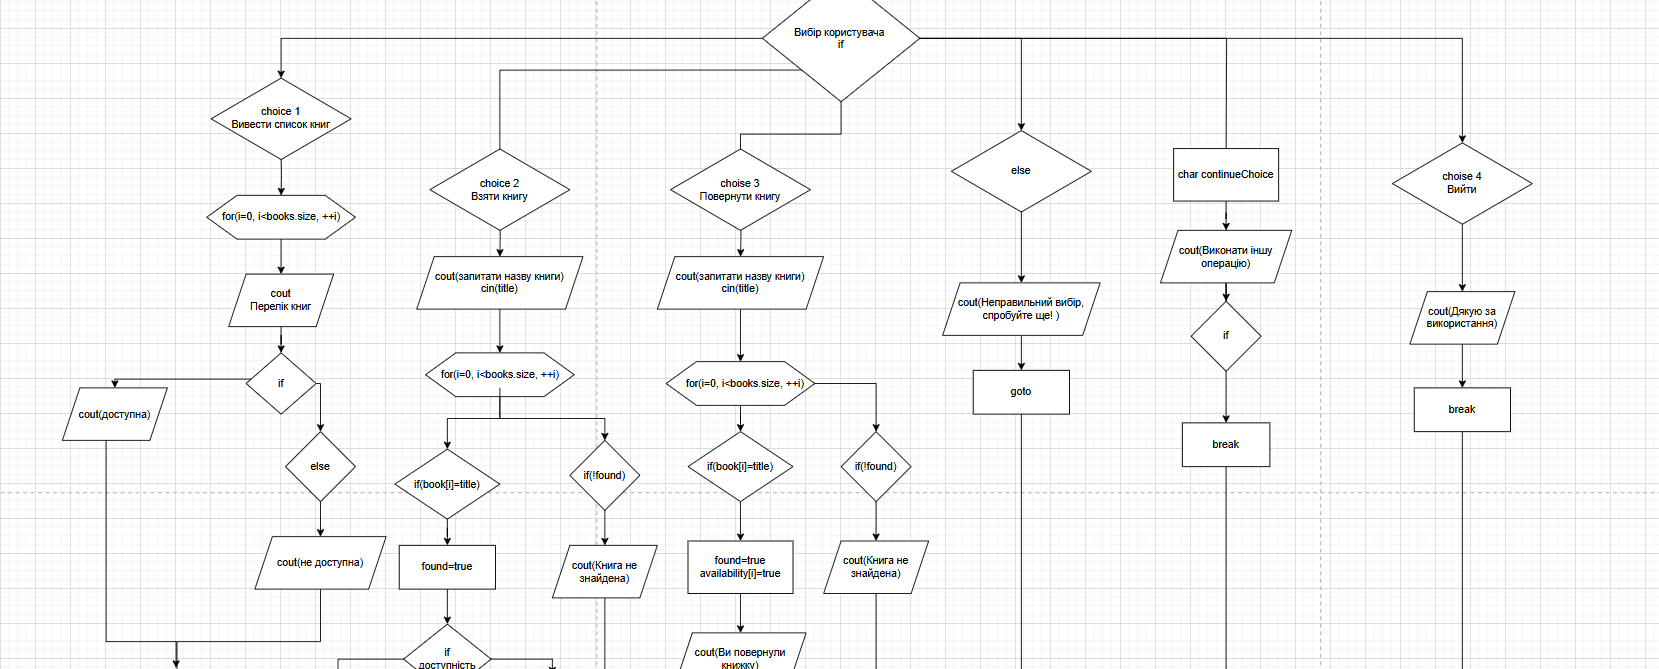 Вибір користувача
if
choice 1
Вивести список книг
for(i=0, i<books.size, ++i)
cout
Перелік книг
if
cout(доступна)
else
cout(не доступна)
choice 2
Взяти книгу
cout(запитати назву книги)
cin(title)
for(i=0, i<books.size, ++i)
if(book[i]=title)
found=true
if
доступність
if(!found)
cout(Книга не
знайдена)
choise 3
Повернути книгу
cout(запитати назву книги)
cin(title)
for(i=0, i<books.size, ++i)
if(book[i]=title)
found=true
availability[i]=true
cout(Ви повернули
книжку)
if(!found)
cout(Книга не
знайдена)
else
cout(Неправильний вибір,
спробуйте ще! )
goto
char continueChoice
cout(Виконати іншу
операцію)
if
break
choise 4
Вийти
cout(Дякую за
використання)
break